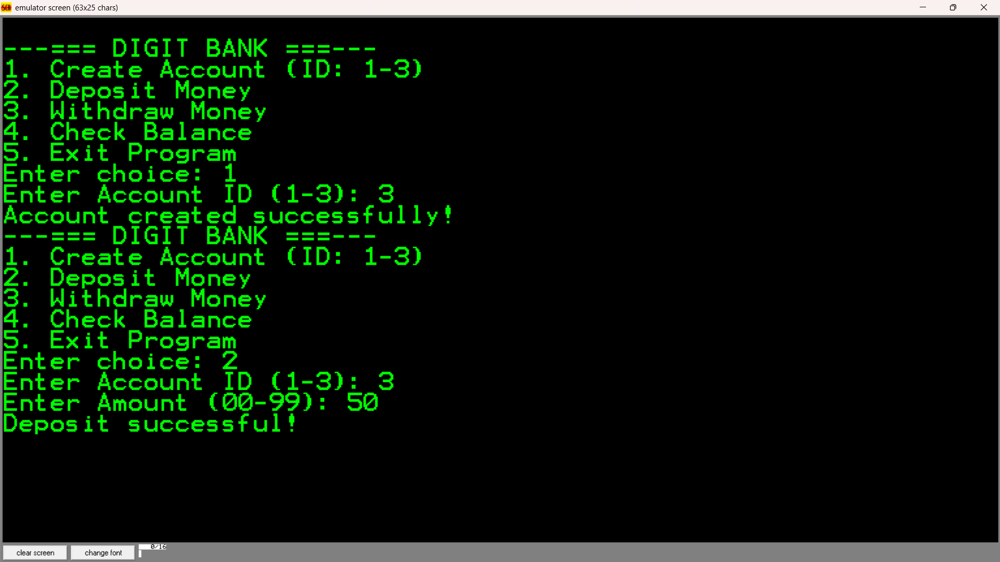 emulator screen (63x25 chars)
---=== DIGIT BANK ===---
1. Create Account (ID: 1-3)
2. Deposit Money
3. Withdraw Money
4. Check Balance
5. Exit Program
Enter choice: 1
Enter Account ID (1-3): 3
Account created successfully!
---=== DIGIT BANK ===---
1. Create Account (ID: 1-3)
2. Deposit Money
3. Withdraw Money
4. Check Balance
5. Exit Program
Enter choice: 2
Enter Account ID (1-3): 3
Enter Amount (00-99): 50
Deposit successful!
clear screen change font 0/16